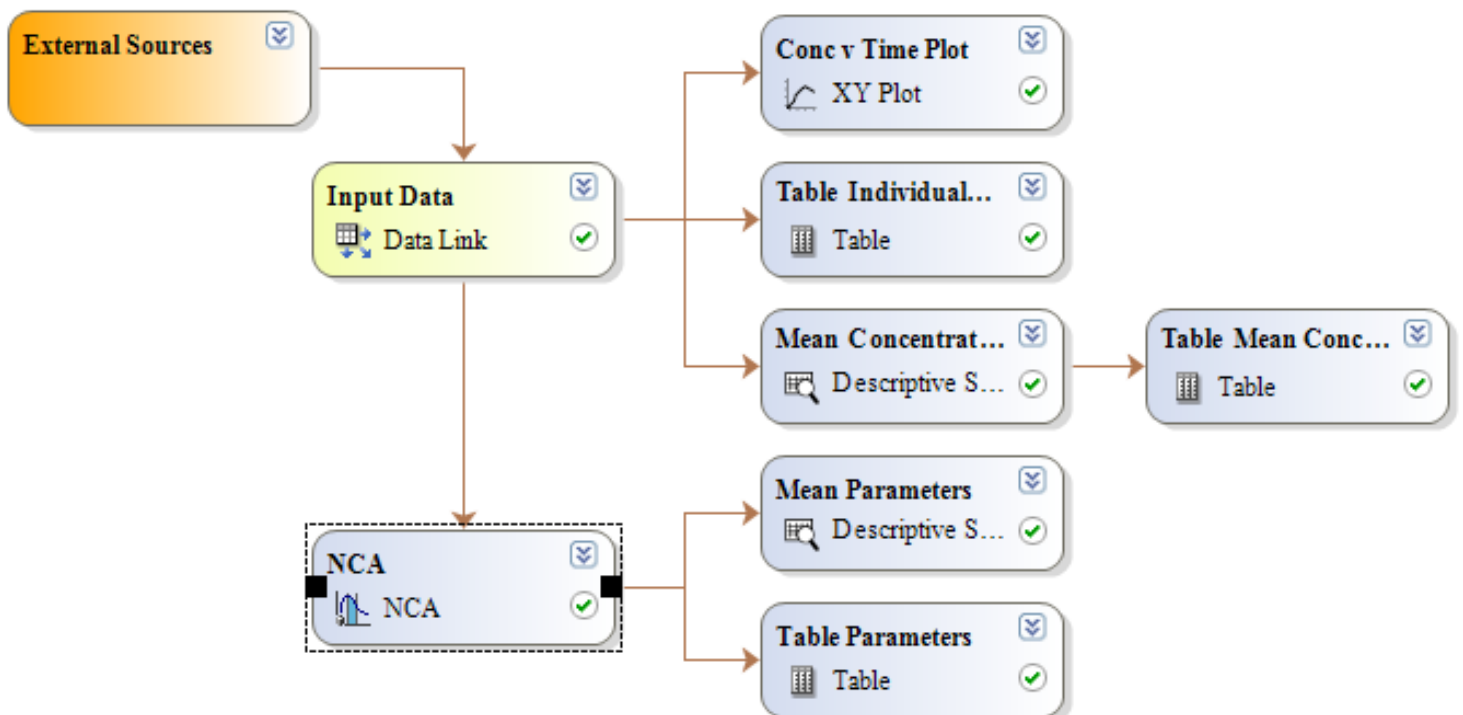 External Sources
Input Data
Data Link
Conc v Time Plot
XY Plot
Table Individual...
Table
Mean Concentrat...
Descriptive S...
Table Mean Conc...
Table
NCA
NCA
Mean Parameters
Descriptive S...
Table Parameters
Table